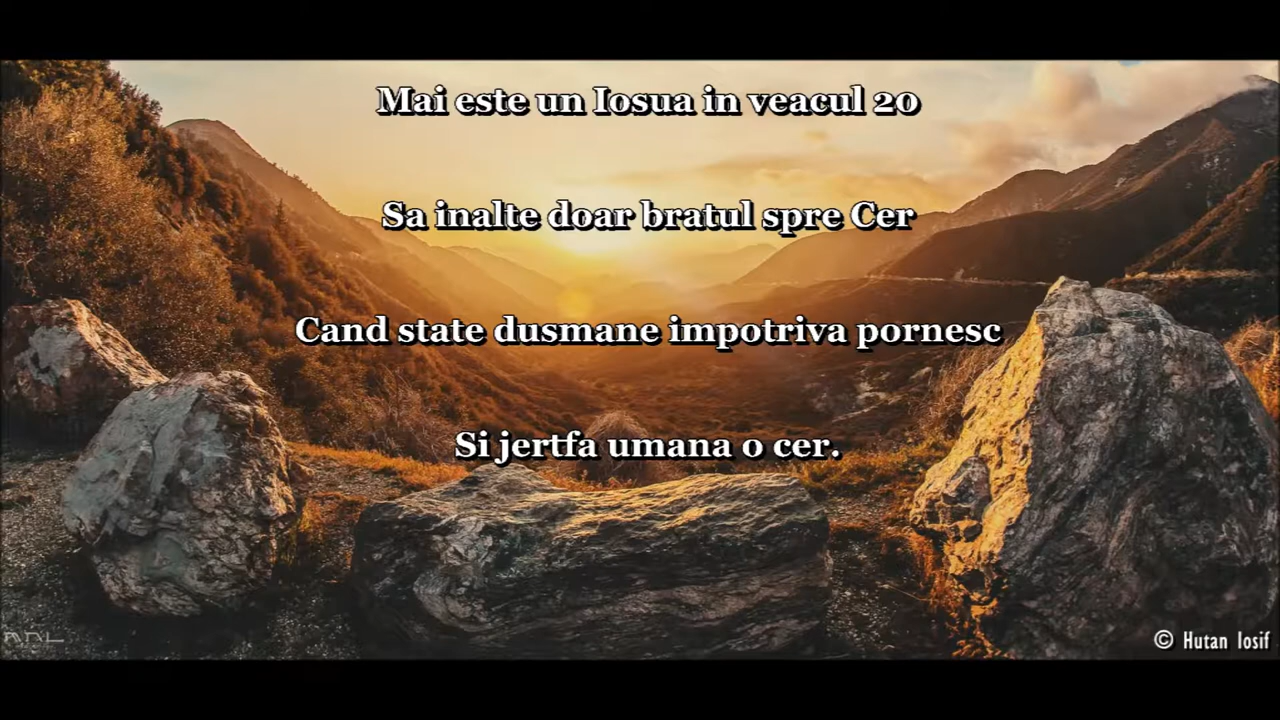 Mai este un Iosua in veacul 20
Sa inalte doar bratul spre Cer
Cand state dusmane impotriva pornesc
Si jertfa umana o cer.
© Hutan Iosif